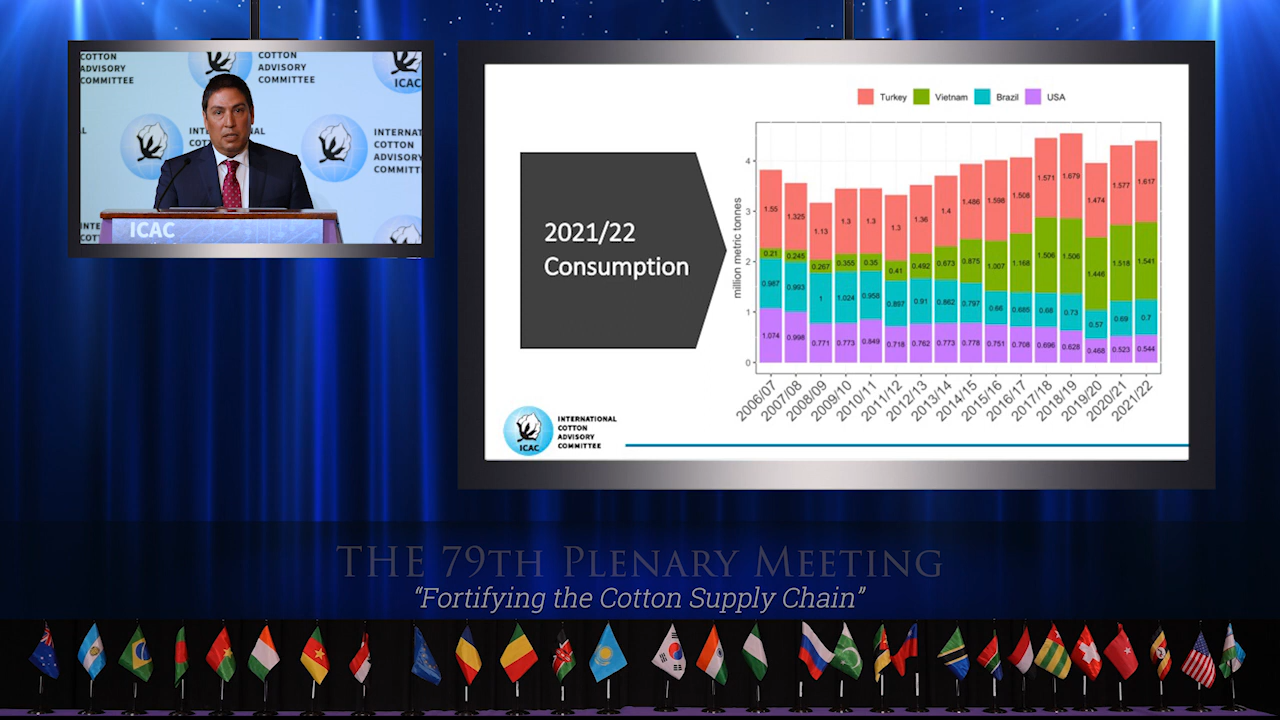 COTTON
ADVISORY
COMMITTEE
COTTON
ADVISORY
COMMITTEE
ICAC
INTERNATIONAL
COTTON
ADVISORY
ICAC
Turkey Vietnam Brazil USA
2021/22
Consumption
million metric tonnes
4
3
2
1
0
1.55 1.325 1.13 1.3 1.3 1.3 1.36 1.4 1.486 1.598 1.508 1.571 1.679 1.474 1.577 1.617
0.21 0.245 0.267 0.355 0.35 0.41 0.492 0.673 0.875 1.007 1.168 1.506 1.506 1.446 1.518 1.541
0.987 0.993 1 1.024 0.958 0.897 0.91 0.862 0.797 0.66 0.685 0.68 0.73 0.57 0.69 0.7
1.074 0.998 0.771 0.773 0.849 0.718 0.762 0.773 0.778 0.751 0.708 0.696 0.628 0.468 0.523 0.544
2006/07 2007/08 2008/09 2009/10 2010/11 2011/12 2012/13 2013/14 2014/15 2015/16 2016/17 2017/18 2018/19 2019/20 2020/21 2021/22
ICAC
INTERNATIONAL
COTTON
ADVISORY
COMMITTEE
THE 79TH PLENARY MEETING
“Fortifying the Cotton Supply Chain”